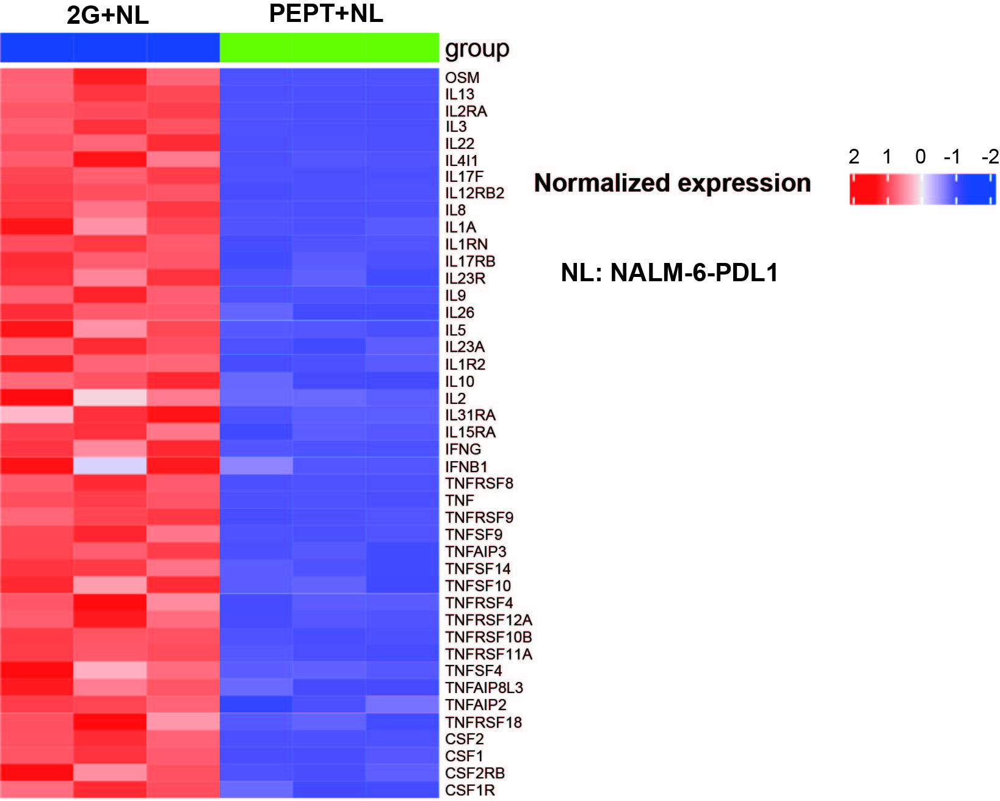 2G+NL PEPT+NL
group
OSM
IL13
IL2RA
IL3
IL22
IL4I1
IL17F
IL12RB2
IL8
IL1A
IL1RN
IL17RB
IL23R
IL9
IL26
IL5
IL23A
IL1R2
IL10
IL2
IL31RA
IL15RA
IFNG
IFNB1
TNFRSF8
TNF
TNFRSF9
TNFSF9
TNFAIP3
TNFSF14
TNFSF10
TNFRSF4
TNFRSF12A
TNFRSF10B
TNFRSF11A
TNFSF4
TNFAIP8L3
TNFAIP2
TNFRSF18
CSF2
CSF1
CSF2RB
CSF1R
2 1 0 -1 -2
Normalized expression
NL: NALM-6-PDL1